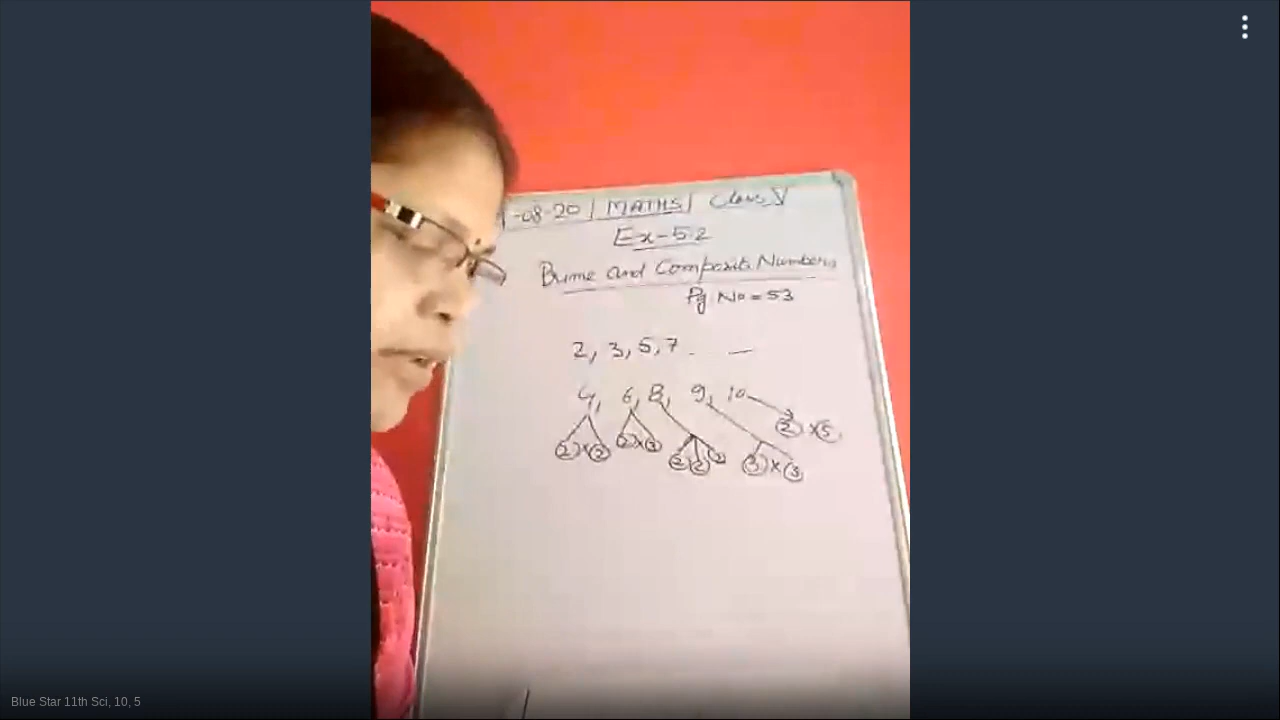 -08-20 | MATHS | Class V
Ex-5.2
Prime and Composite Numbers
Pg No = 53
2, 3, 5, 7 . . —
4, 6, 8, 9, 10
2 × 5
2 × 2 2 × 3 2 2 2 3 × 3
Blue Star 11th Sci, 10, 5